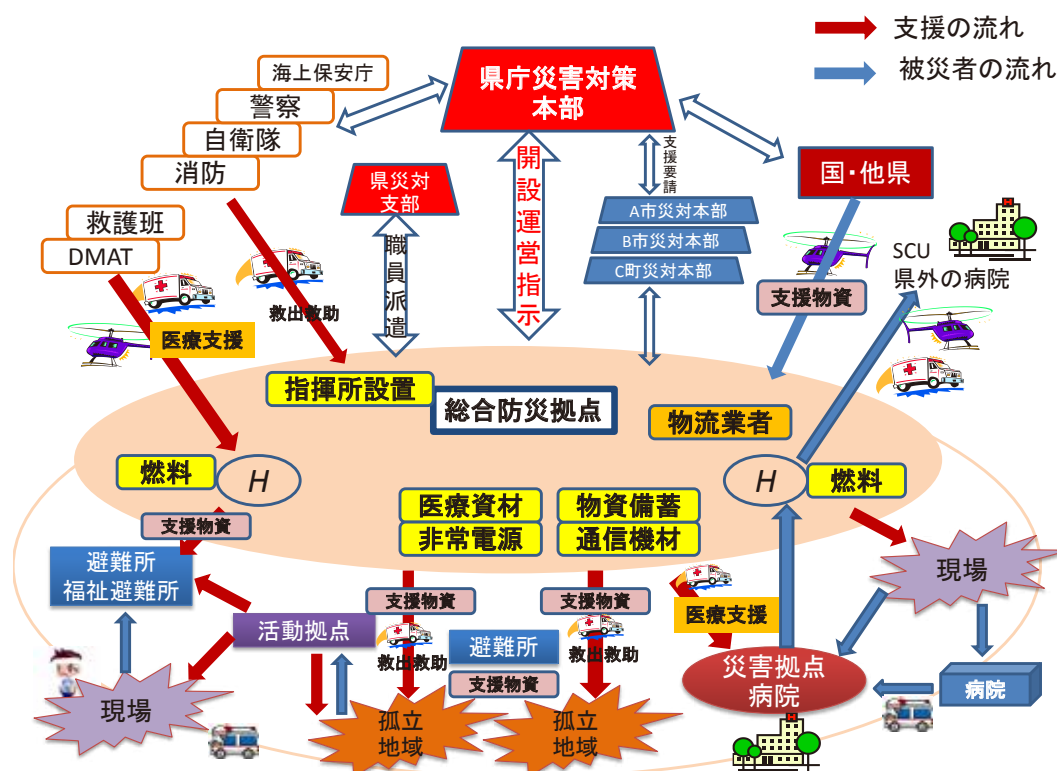 支援の流れ
被災者の流れ
海上保安庁
警察
自衛隊
消防
救護班
DMAT
県庁災害対策
本部
県災対
支部
開設運営指示
職員派遣
支援要請
A市災対本部
B市災対本部
C町災対本部
国・他県
SCU
県外の病院
支援物資
救出救助
医療支援
指揮所設置
総合防災拠点
物流業者
燃料
H
H
燃料
医療資材
物資備蓄
非常電源
通信機材
支援物資
避難所
福祉避難所
現場
支援物資
支援物資
医療支援
活動拠点
救出救助
避難所
支援物資
救出救助
災害拠点
病院
病院
現場
孤立
地域
孤立
地域